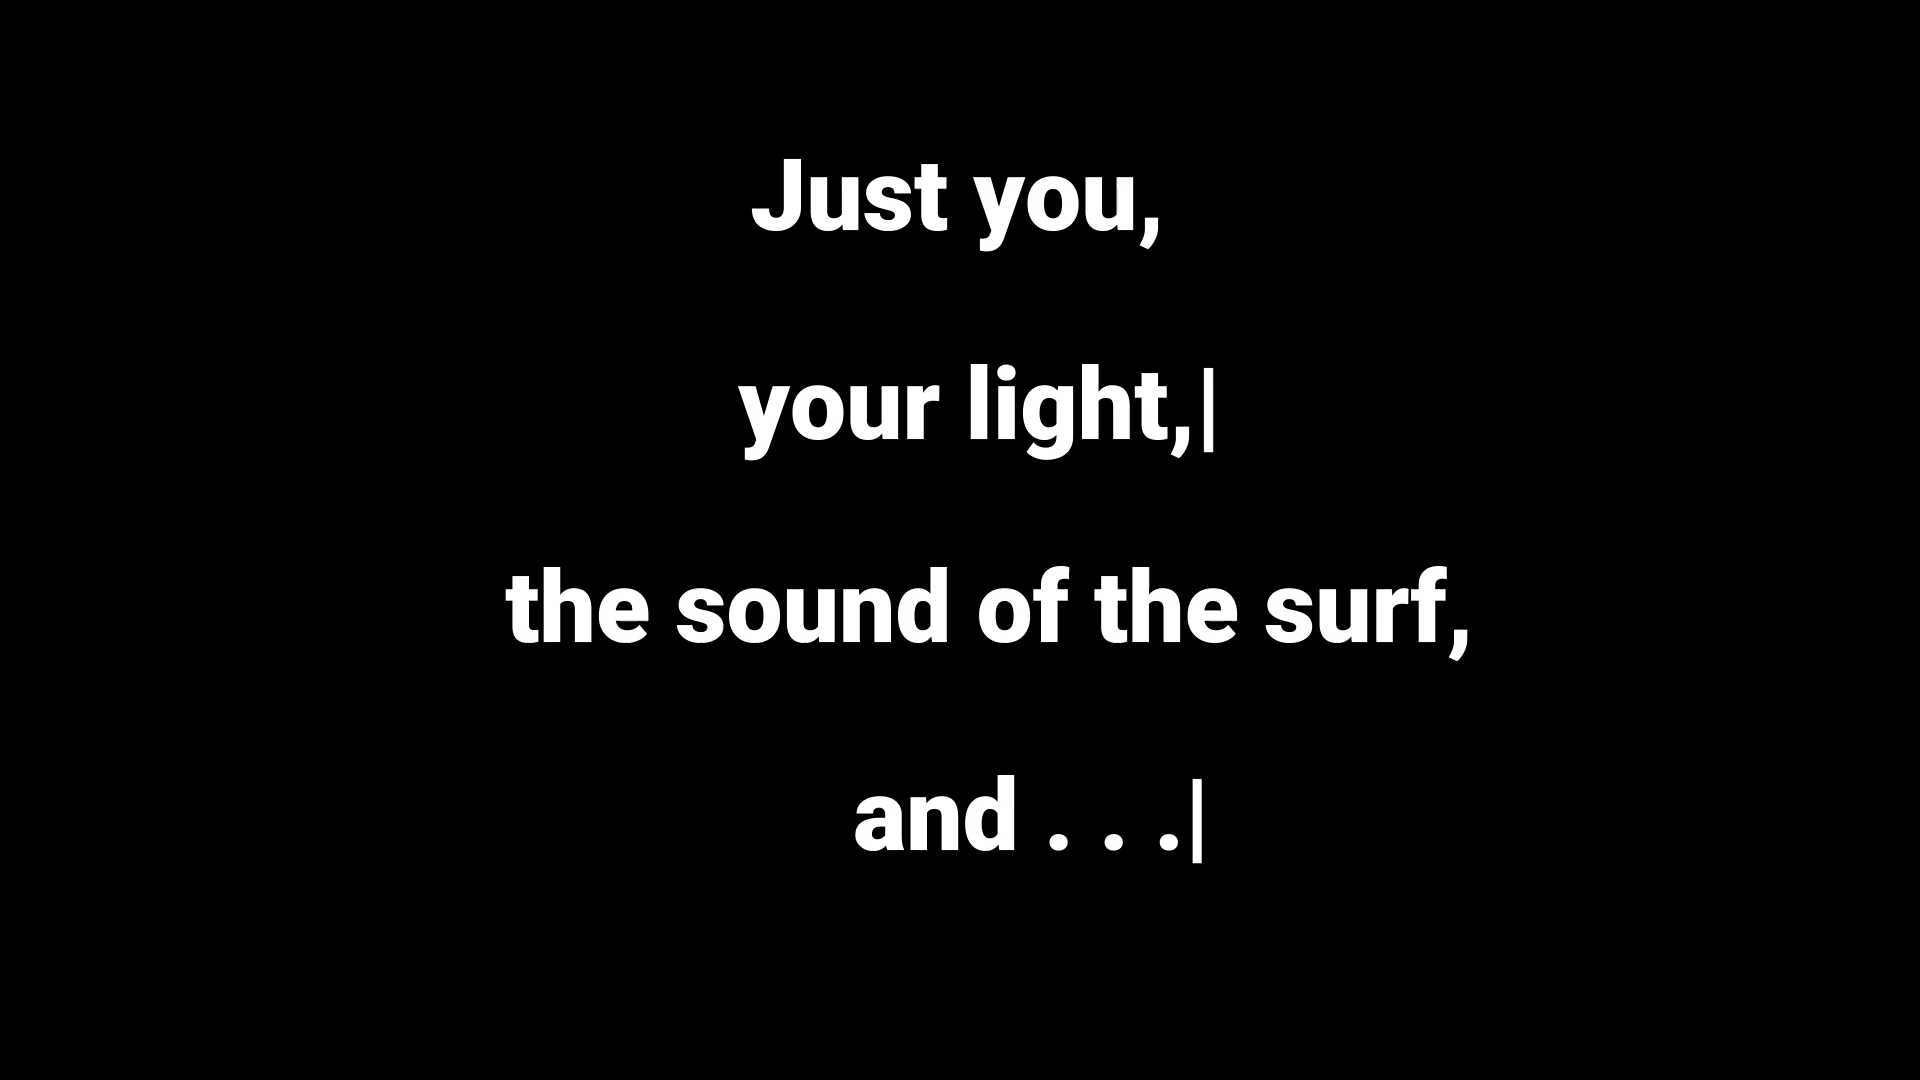 Just you,
your light,|
the sound of the surf,
and . . .|